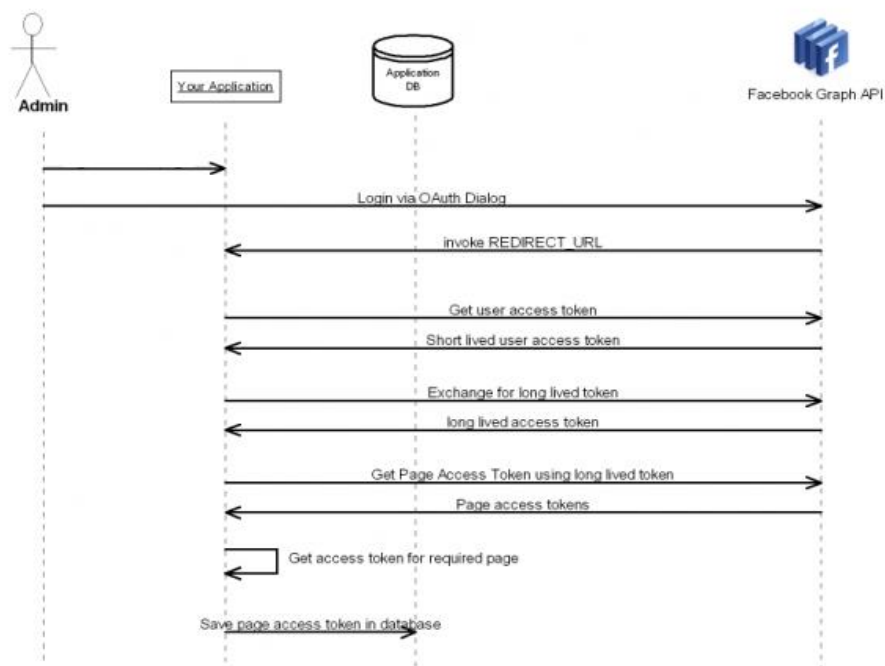 Admin
Your Application
Application
DB
Facebook Graph API
Login via OAuth Dialog
invoke REDIRECT_URL
Get user access token
Short lived user access token
Exchange for long lived token
long lived access token
Get Page Access Token using long lived token
Page access tokens
Get access token for required page
Save page access token in database